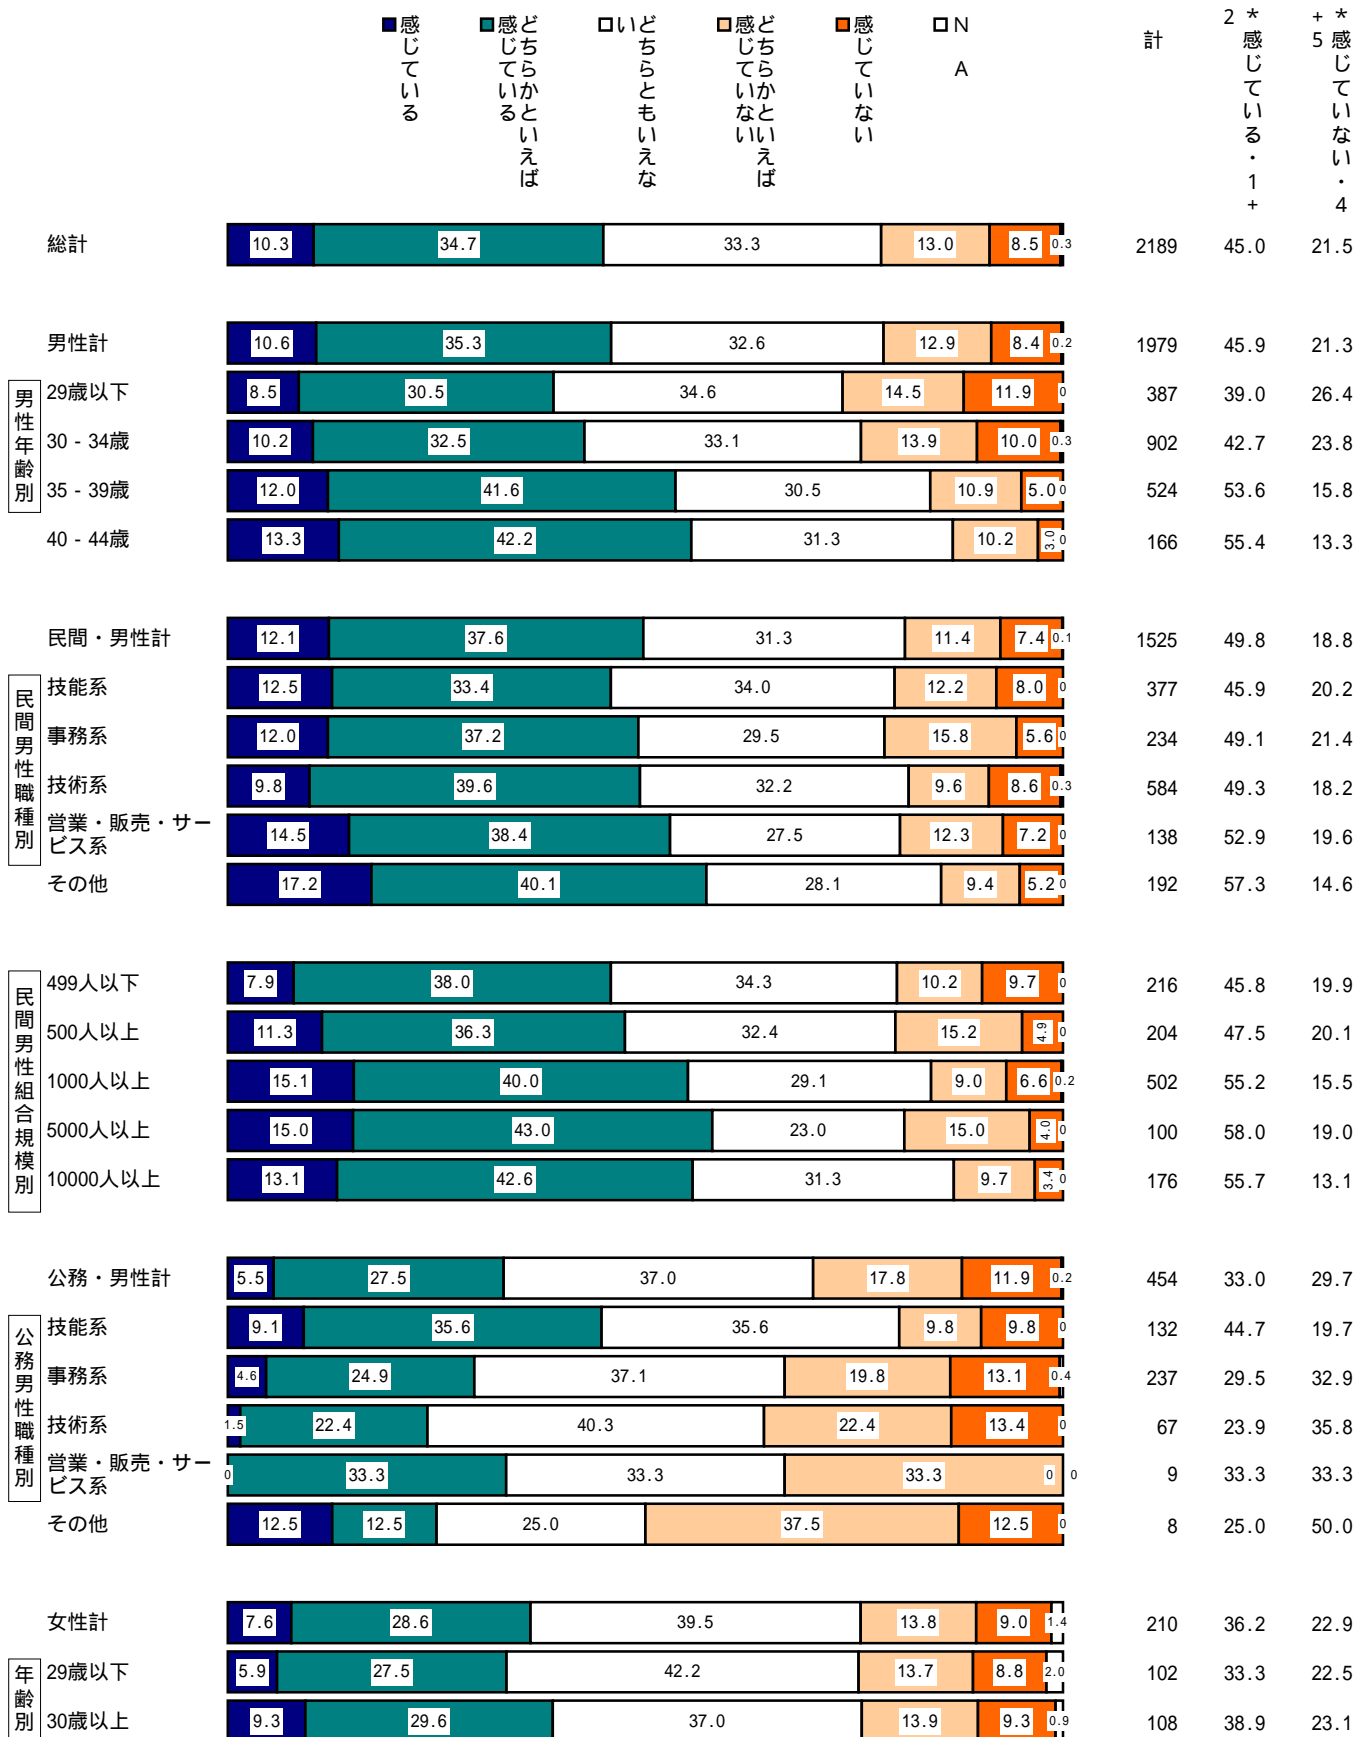 感じている
どちらかといえば
感じている
どちらともいえな
い
どちらかといえば
感じていない
感じていない
N A
計
*感じている・1+
2
*感じていない・4
+5
総計 10.3 34.7 33.3 13.0 8.5 0.3 2189 45.0 21.5
男性計 10.6 35.3 32.6 12.9 8.4 0.2 1979 45.9 21.3
男性年齢別
29歳以下 8.5 30.5 34.6 14.5 11.9 0 387 39.0 26.4
30 - 34歳 10.2 32.5 33.1 13.9 10.0 0.3 902 42.7 23.8
35 - 39歳 12.0 41.6 30.5 10.9 5.0 0 524 53.6 15.8
40 - 44歳 13.3 42.2 31.3 10.2 3.0 0 166 55.4 13.3
民間・男性計 12.1 37.6 31.3 11.4 7.4 0.1 1525 49.8 18.8
民間男性職種別
技能系 12.5 33.4 34.0 12.2 8.0 0 377 45.9 20.2
事務系 12.0 37.2 29.5 15.8 5.6 0 234 49.1 21.4
技術系 9.8 39.6 32.2 9.6 8.6 0.3 584 49.3 18.2
営業・販売・サー
ビス系 14.5 38.4 27.5 12.3 7.2 0 138 52.9 19.6
その他 17.2 40.1 28.1 9.4 5.2 0 192 57.3 14.6
民間男性組合規模別
499人以下 7.9 38.0 34.3 10.2 9.7 0 216 45.8 19.9
500人以上 11.3 36.3 32.4 15.2 4.9 0 204 47.5 20.1
1000人以上 15.1 40.0 29.1 9.0 6.6 0.2 502 55.2 15.5
5000人以上 15.0 43.0 23.0 15.0 4.0 0 100 58.0 19.0
10000人以上 13.1 42.6 31.3 9.7 3.4 0 176 55.7 13.1
公務・男性計 5.5 27.5 37.0 17.8 11.9 0.2 454 33.0 29.7
公務男性職種別
技能系 9.1 35.6 35.6 9.8 9.8 0 132 44.7 19.7
事務系 4.6 24.9 37.1 19.8 13.1 0.4 237 29.5 32.9
技術系 1.5 22.4 40.3 22.4 13.4 0 67 23.9 35.8
営業・販売・サー
ビス系 0 33.3 33.3 33.3 0 0 9 33.3 33.3
その他 12.5 12.5 25.0 37.5 12.5 0 8 25.0 50.0
女性計 7.6 28.6 39.5 13.8 9.0 1.4 210 36.2 22.9
年齢別
29歳以下 5.9 27.5 42.2 13.7 8.8 2.0 102 33.3 22.5
30歳以上 9.3 29.6 37.0 13.9 9.3 0.9 108 38.9 23.1